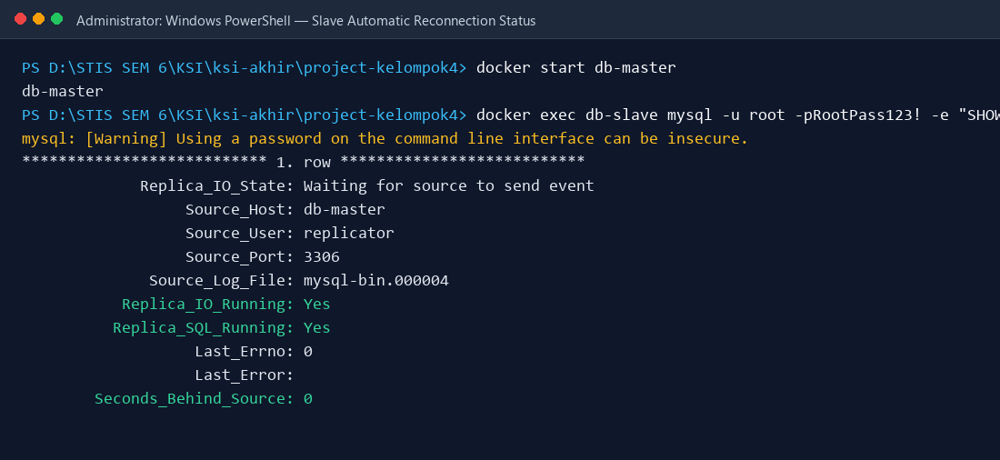 Administrator: Windows PowerShell — Slave Automatic Reconnection Status
PS D:\STIS SEM 6\KSI\ksi-akhir\project-kelompok4> docker start db-master
db-master
PS D:\STIS SEM 6\KSI\ksi-akhir\project-kelompok4> docker exec db-slave mysql -u root -pRootPass123! -e "SHOW
mysql: [Warning] Using a password on the command line interface can be insecure.
*************************** 1. row ***************************
Replica_IO_State: Waiting for source to send event
Source_Host: db-master
Source_User: replicator
Source_Port: 3306
Source_Log_File: mysql-bin.000004
Replica_IO_Running: Yes
Replica_SQL_Running: Yes
Last_Errno: 0
Last_Error:
Seconds_Behind_Source: 0